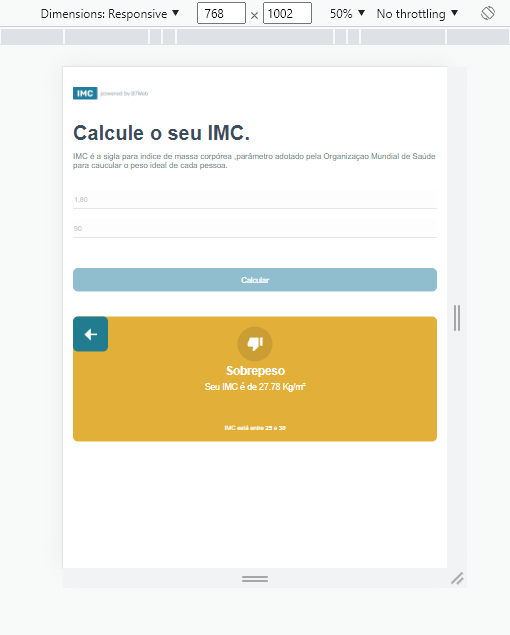 Dimensions: Responsive 768 × 1002 50% No throttling
IMC powered by B7Web
Calcule o seu IMC.
IMC é a sigla para índice de massa corpórea ,parâmetro adotado pela Organizaçao Mundial de Saúde
para caucular o peso ideal de cada pessoa.
1,80
90
Calcular
Sobrepeso
Seu IMC é de 27.78 Kg/m²
IMC está entre 25 e 30